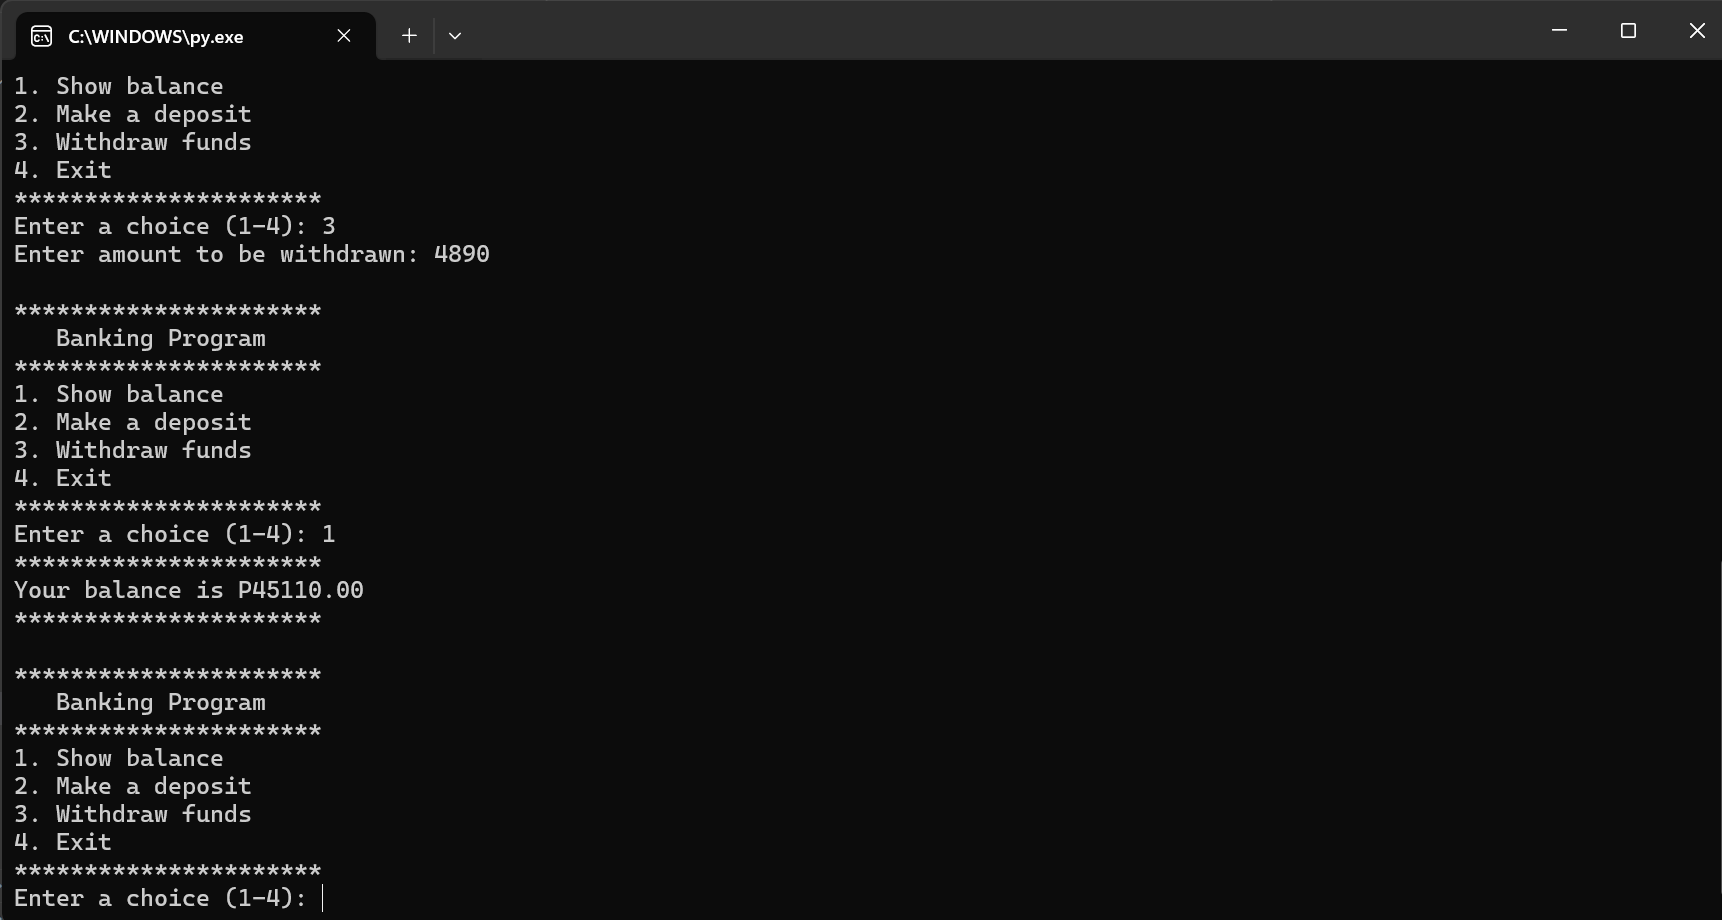 C:\WINDOWS\py.exe
1. Show balance
2. Make a deposit
3. Withdraw funds
4. Exit
**********************
Enter a choice (1-4): 3
Enter amount to be withdrawn: 4890

**********************
   Banking Program
**********************
1. Show balance
2. Make a deposit
3. Withdraw funds
4. Exit
**********************
Enter a choice (1-4): 1
**********************
Your balance is P45110.00
**********************

**********************
   Banking Program
**********************
1. Show balance
2. Make a deposit
3. Withdraw funds
4. Exit
**********************
Enter a choice (1-4):